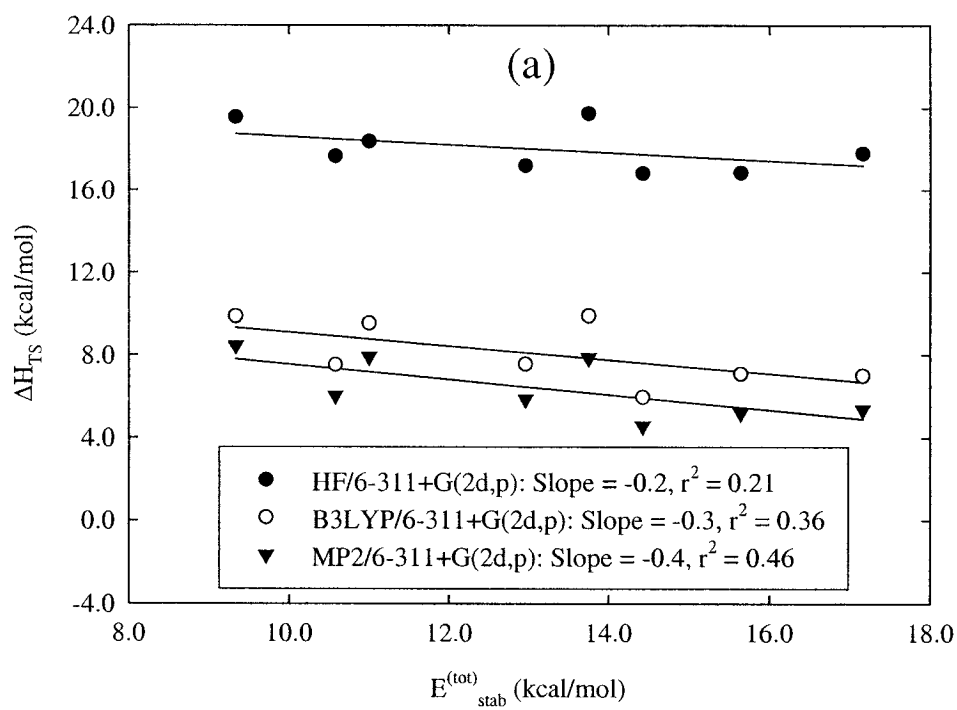 (a)
24.0
20.0
16.0
12.0
8.0
4.0
0.0
-4.0
ΔH_TS (kcal/mol)
HF/6-311+G(2d,p): Slope = -0.2, r² = 0.21
B3LYP/6-311+G(2d,p): Slope = -0.3, r² = 0.36
MP2/6-311+G(2d,p): Slope = -0.4, r² = 0.46
8.0 10.0 12.0 14.0 16.0 18.0
E^(tot)_stab (kcal/mol)